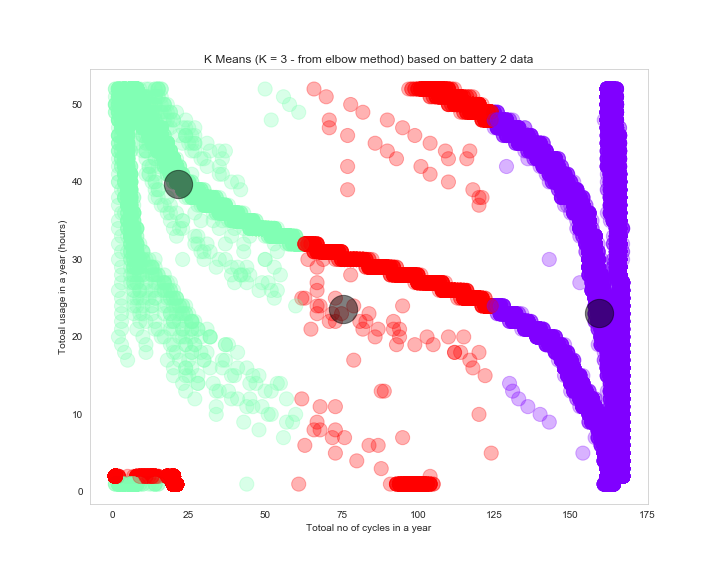 K Means (K = 3 - from elbow method) based on battery 2 data
50
40
30
20
10
0
Totoal usage in a year (hours)
0 25 50 75 100 125 150 175
Totoal no of cycles in a year